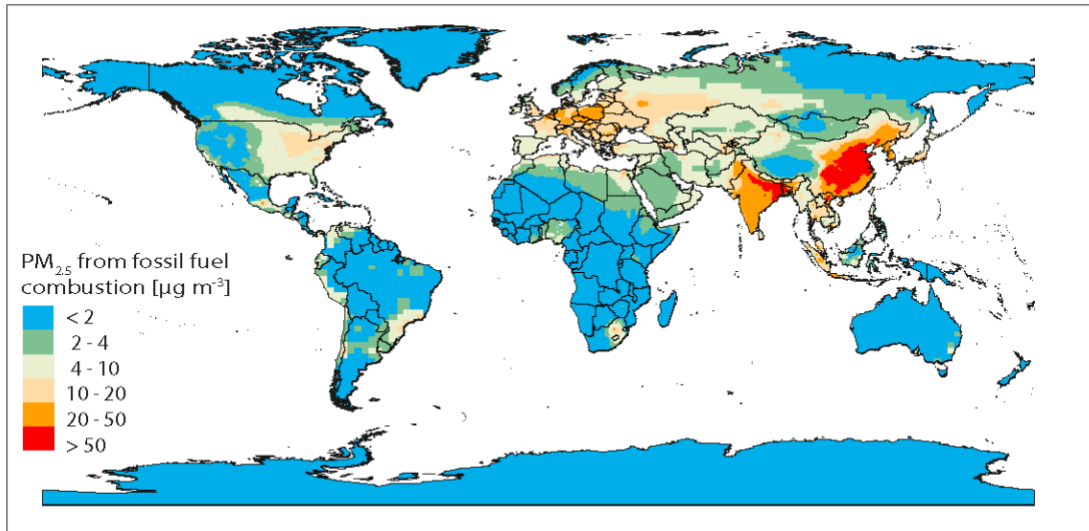 PM₂.₅ from fossil fuel
combustion [µg m⁻³]
< 2
2 - 4
4 - 10
10 - 20
20 - 50
> 50